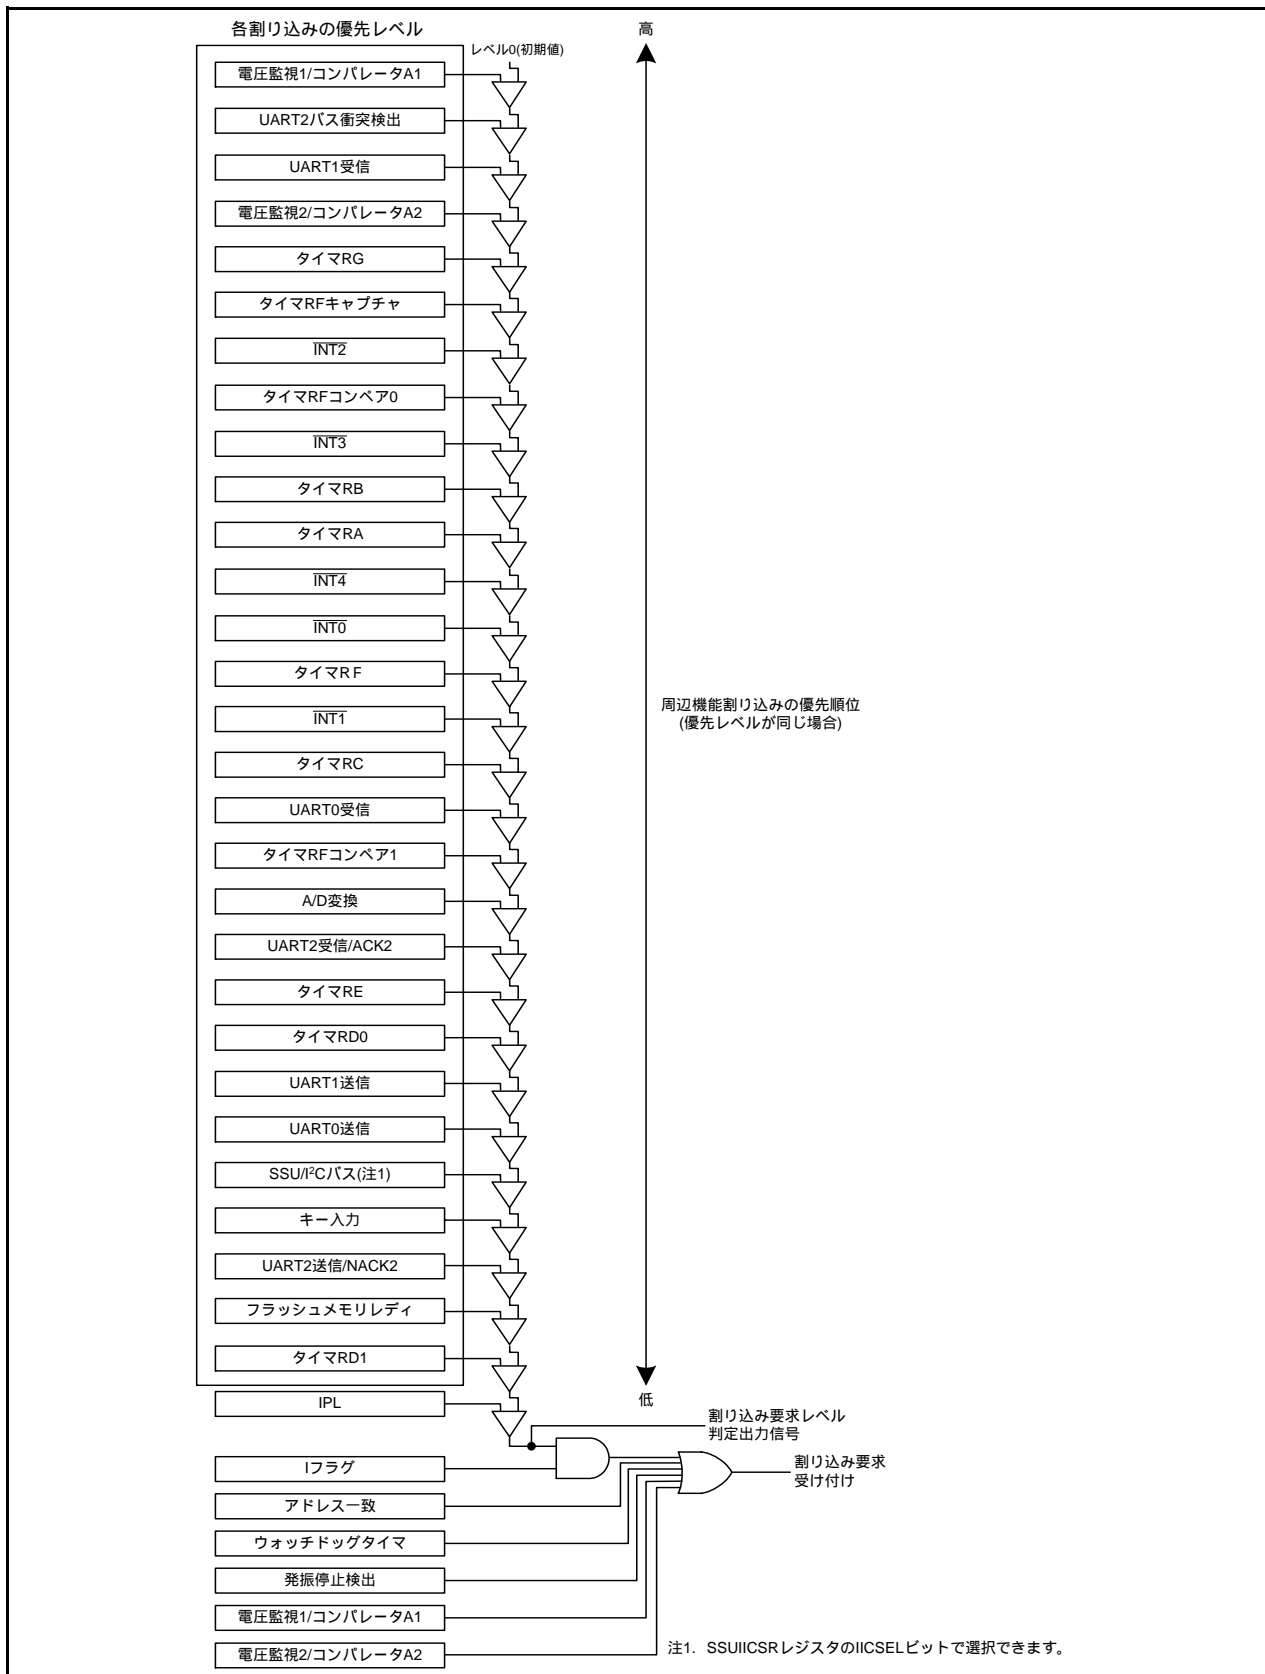 各割り込みの優先レベル
レベル0(初期値)
高
電圧監視1/コンパレータA1
UART2バス衝突検出
UART1受信
電圧監視2/コンパレータA2
タイマRG
タイマRFキャプチャ
INT2
タイマRFコンペア0
INT3
タイマRB
タイマRA
INT4
INT0
タイマR F
INT1
周辺機能割り込みの優先順位
(優先レベルが同じ場合)
タイマRC
UART0受信
タイマRFコンペア1
A/D変換
UART2受信/ACK2
タイマRE
タイマRD0
UART1送信
UART0送信
SSU/I²Cバス(注1)
キー入力
UART2送信/NACK2
フラッシュメモリレディ
タイマRD1
低
IPL
割り込み要求レベル
判定出力信号
Iフラグ
割り込み要求
受け付け
アドレス一致
ウォッチドッグタイマ
発振停止検出
電圧監視1/コンパレータA1
電圧監視2/コンパレータA2
注1. SSUIICSRレジスタのIICSELビットで選択できます。